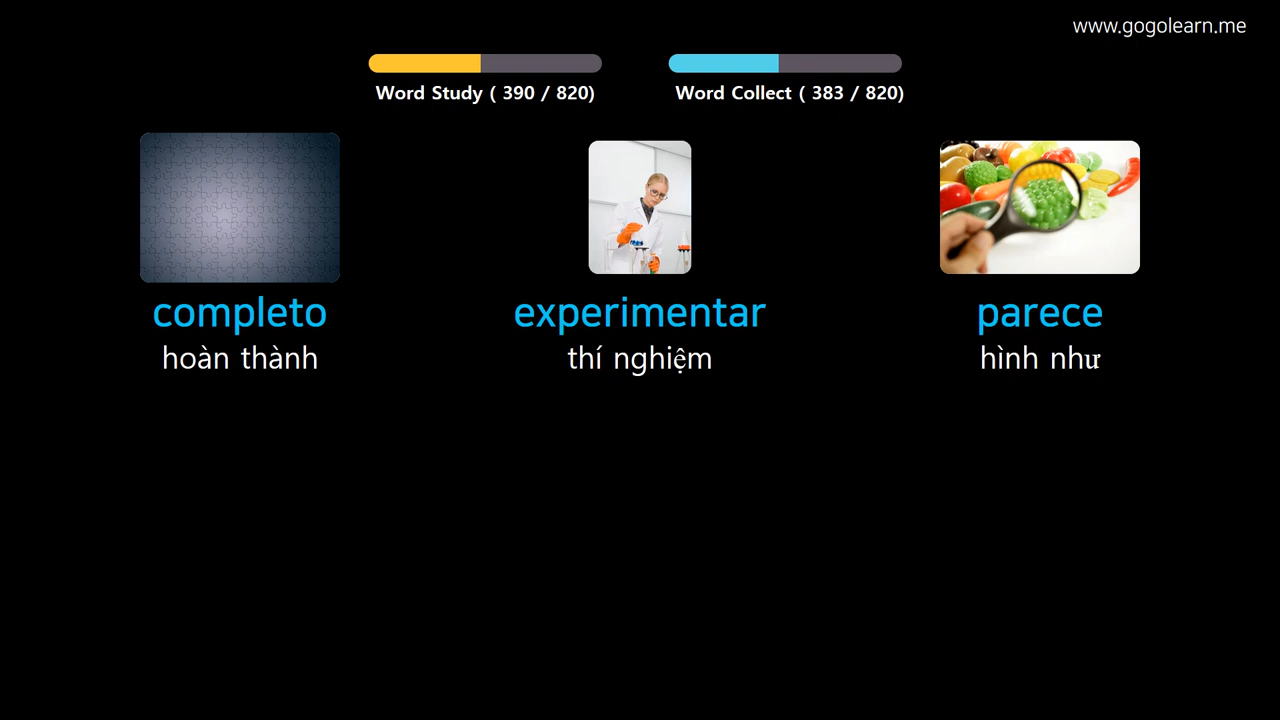 www.gogolearn.me
Word Study ( 390 / 820)
Word Collect ( 383 / 820)
completo
experimentar
parece
hoàn thành
thí nghiệm
hình như